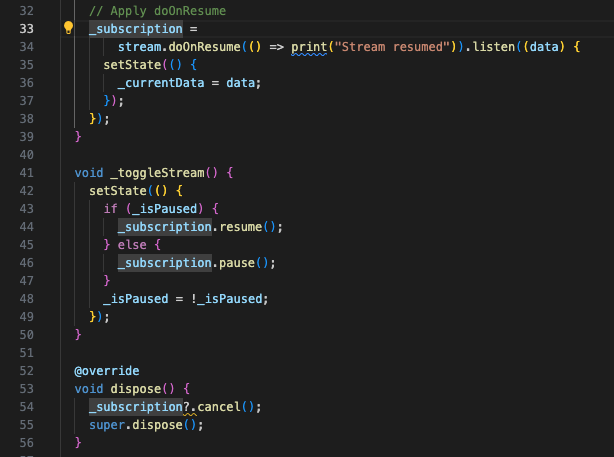 32 // Apply doOnResume
33 _subscription =
34 stream.doOnResume(() => print("Stream resumed")).listen((data) {
35 setState(() {
36 _currentData = data;
37 });
38 });
39 }
40
41 void _toggleStream() {
42 setState(() {
43 if (_isPaused) {
44 _subscription.resume();
45 } else {
46 _subscription.pause();
47 }
48 _isPaused = !_isPaused;
49 });
50 }
51
52 @override
53 void dispose() {
54 _subscription?.cancel();
55 super.dispose();
56 }